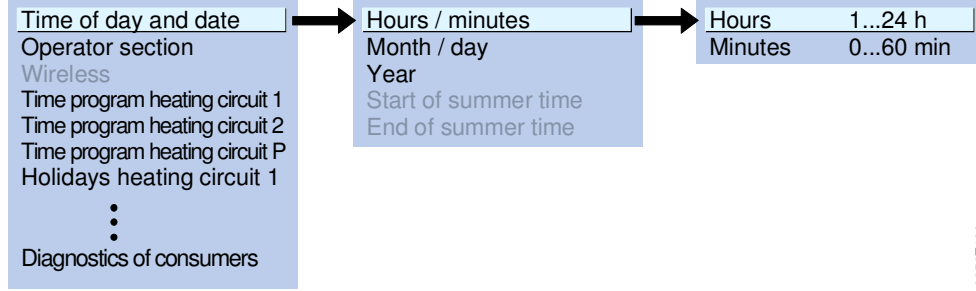 Time of day and date
Operator section
Wireless
Time program heating circuit 1
Time program heating circuit 2
Time program heating circuit P
Holidays heating circuit 1
Diagnostics of consumers
Hours / minutes
Month / day
Year
Start of summer time
End of summer time
Hours 1...24 h
Minutes 0...60 min